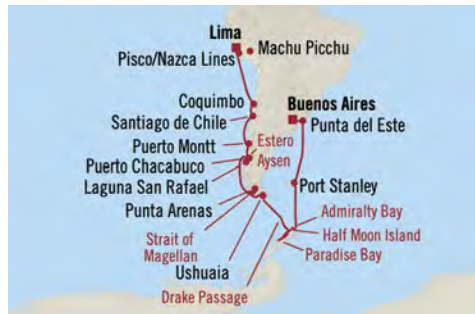 Lima
Machu Picchu
Pisco/Nazca Lines
Coquimbo
Buenos Aires
Santiago de Chile
Punta del Este
Puerto Montt
Estero
Aysen
Puerto Chacabuco
Laguna San Rafael
Port Stanley
Punta Arenas
Admiralty Bay
Strait of
Magellan
Half Moon Island
Paradise Bay
Ushuaia
Drake Passage